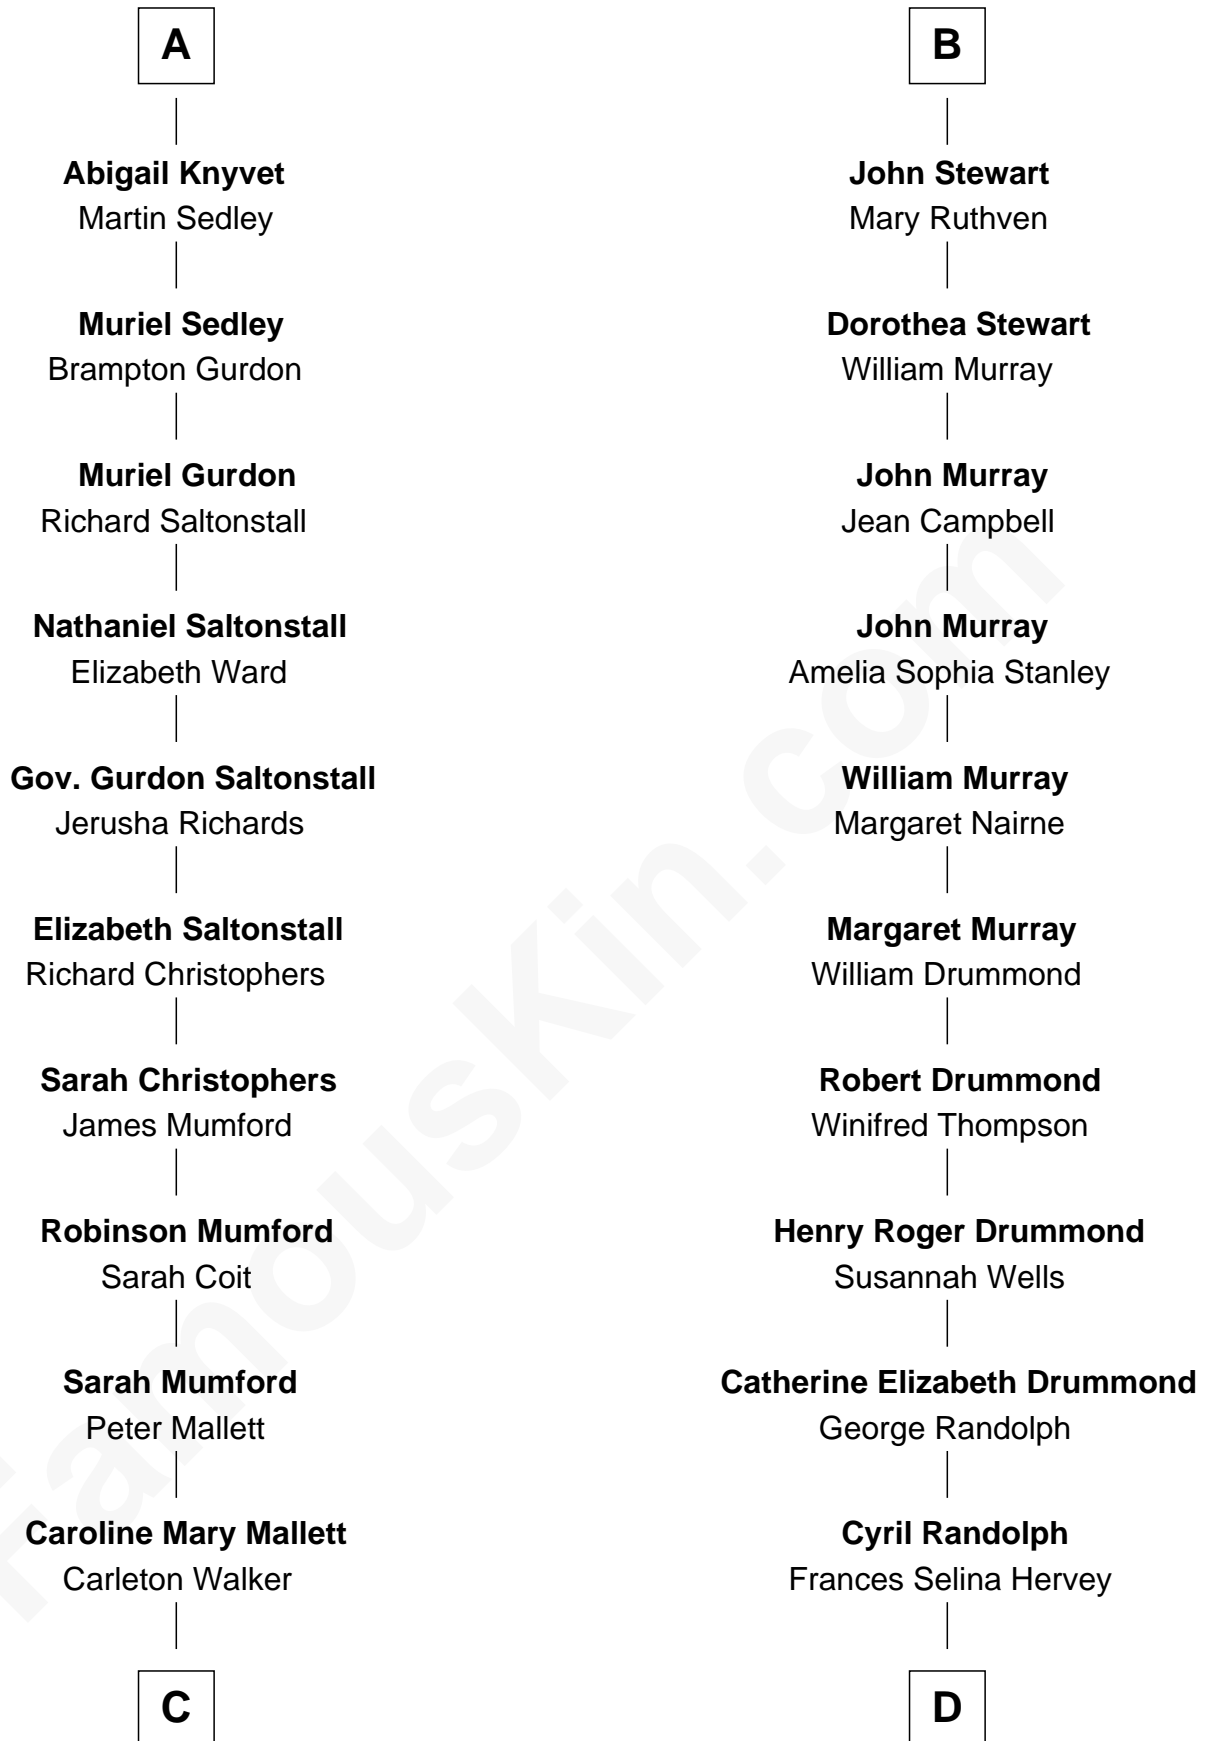 A
Abigail Knyvet
Martin Sedley
Muriel Sedley
Brampton Gurdon
Muriel Gurdon
Richard Saltonstall
Nathaniel Saltonstall
Elizabeth Ward
Gov. Gurdon Saltonstall
Jerusha Richards
Elizabeth Saltonstall
Richard Christophers
Sarah Christophers
James Mumford
Robinson Mumford
Sarah Coit
Sarah Mumford
Peter Mallett
Caroline Mary Mallett
Carleton Walker
C
B
John Stewart
Mary Ruthven
Dorothea Stewart
William Murray
John Murray
Jean Campbell
John Murray
Amelia Sophia Stanley
William Murray
Margaret Nairne
Margaret Murray
William Drummond
Robert Drummond
Winifred Thompson
Henry Roger Drummond
Susannah Wells
Catherine Elizabeth Drummond
George Randolph
Cyril Randolph
Frances Selina Hervey
D
FamousKin.com